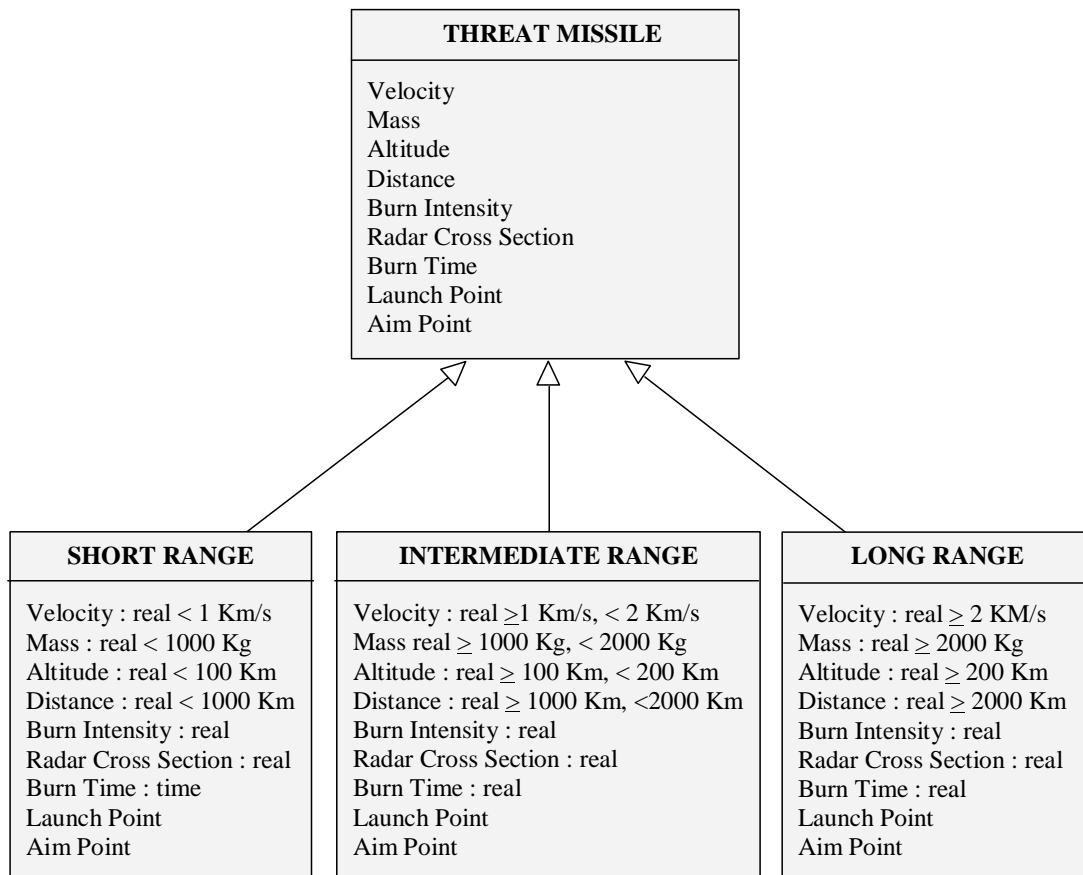 THREAT MISSILE
Velocity
Mass
Altitude
Distance
Burn Intensity
Radar Cross Section
Burn Time
Launch Point
Aim Point
SHORT RANGE
Velocity : real < 1 Km/s
Mass : real < 1000 Kg
Altitude : real < 100 Km
Distance : real < 1000 Km
Burn Intensity : real
Radar Cross Section : real
Burn Time : time
Launch Point
Aim Point
INTERMEDIATE RANGE
Velocity : real ≥1 Km/s, < 2 Km/s
Mass real ≥ 1000 Kg, < 2000 Kg
Altitude : real ≥ 100 Km, < 200 Km
Distance : real ≥ 1000 Km, <2000 Km
Burn Intensity : real
Radar Cross Section : real
Burn Time : real
Launch Point
Aim Point
LONG RANGE
Velocity : real ≥ 2 KM/s
Mass : real ≥ 2000 Kg
Altitude : real ≥ 200 Km
Distance : real ≥ 2000 Km
Burn Intensity : real
Radar Cross Section : real
Burn Time : real
Launch Point
Aim Point